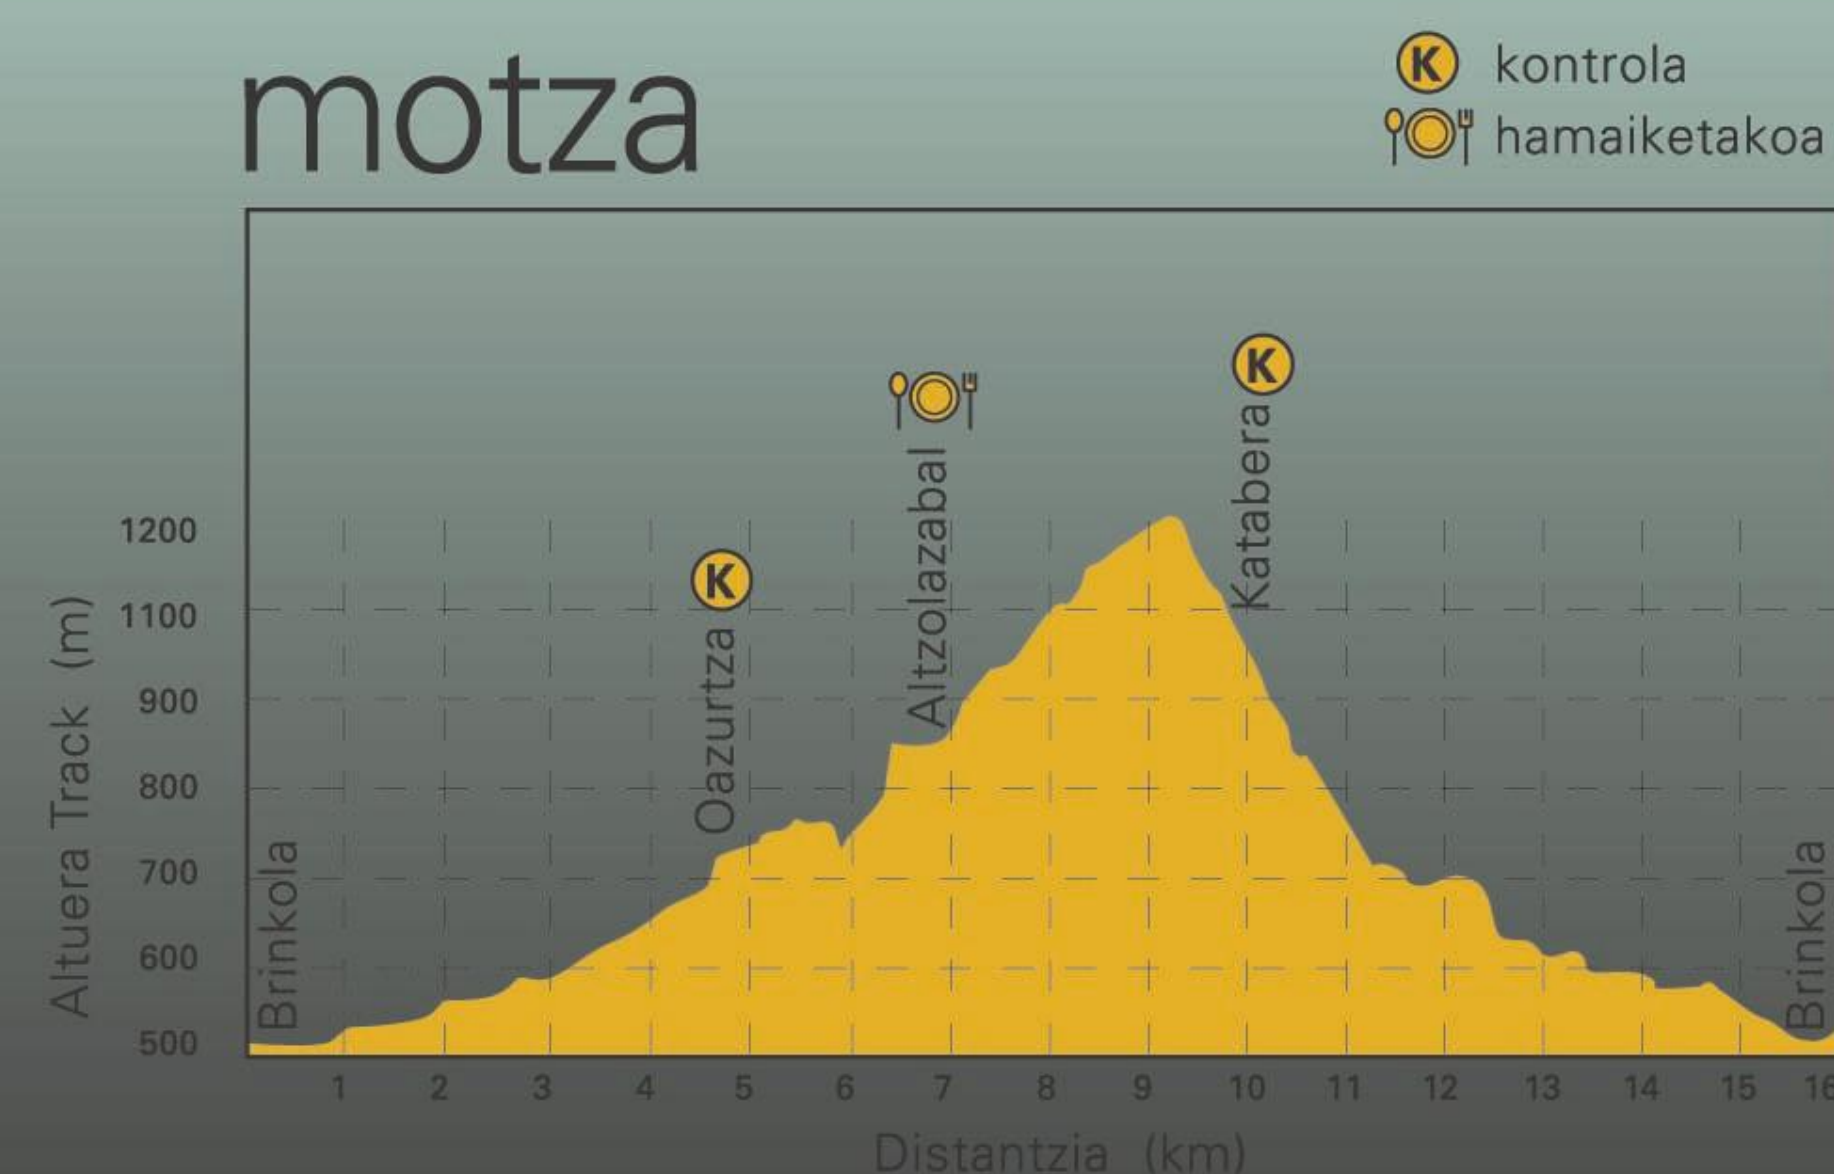 motza
K kontrola
hamaiketakoa
K
Katabera
Altzolazabal
K
Oazurtza
Brinkola
Brinkola
Altuera Track (m)
1200
1100
900
800
700
600
500
1 2 3 4 5 6 7 8 9 10 11 12 13 14 15 16
Distantzia (km)